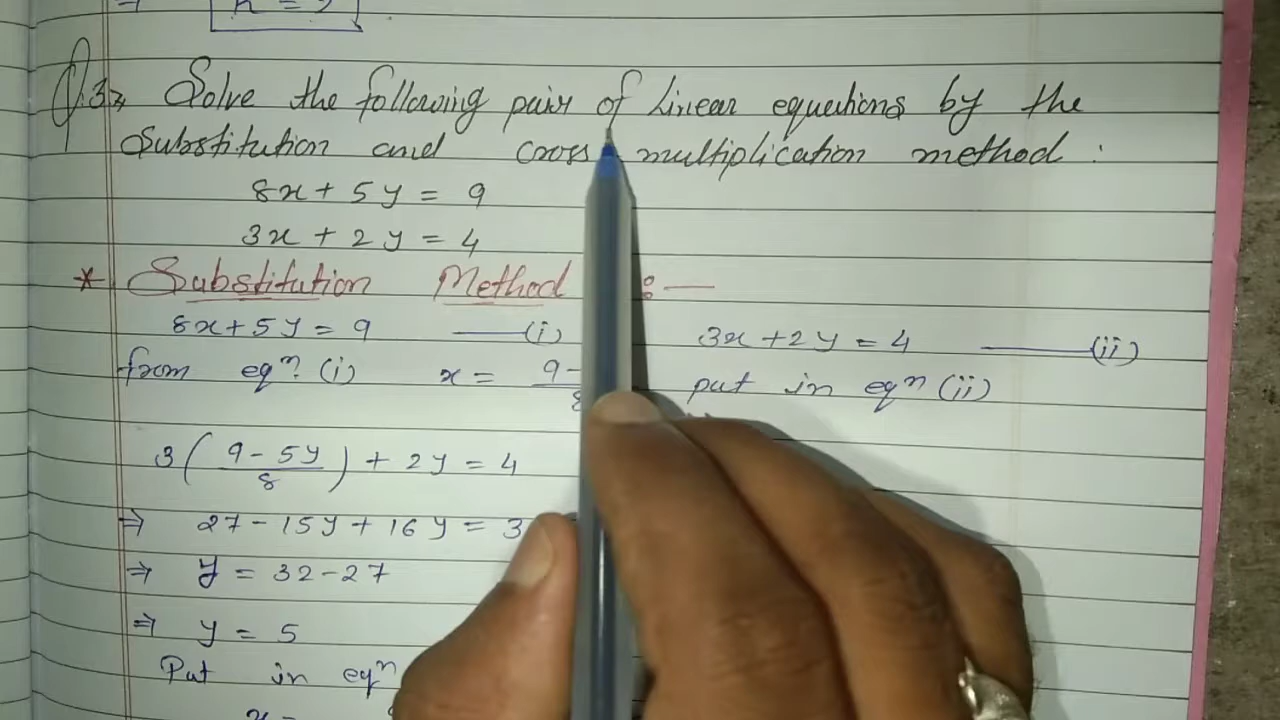 Q.3⇒ Solve the following pair of Linear equations by the
Substitution and cross multiplication method :
8x + 5y = 9
3x + 2y = 4
* Substitution Method :—
8x+5y = 9 ——(i) 3x+2y = 4 ———(ii)
from eqn (i) x = 9- put in eqn (ii)
3( 9-5y / 8 ) + 2y = 4
⇒ 27-15y+16y = 3
⇒ y = 32-27
⇒ y = 5
Put in eqn
x =